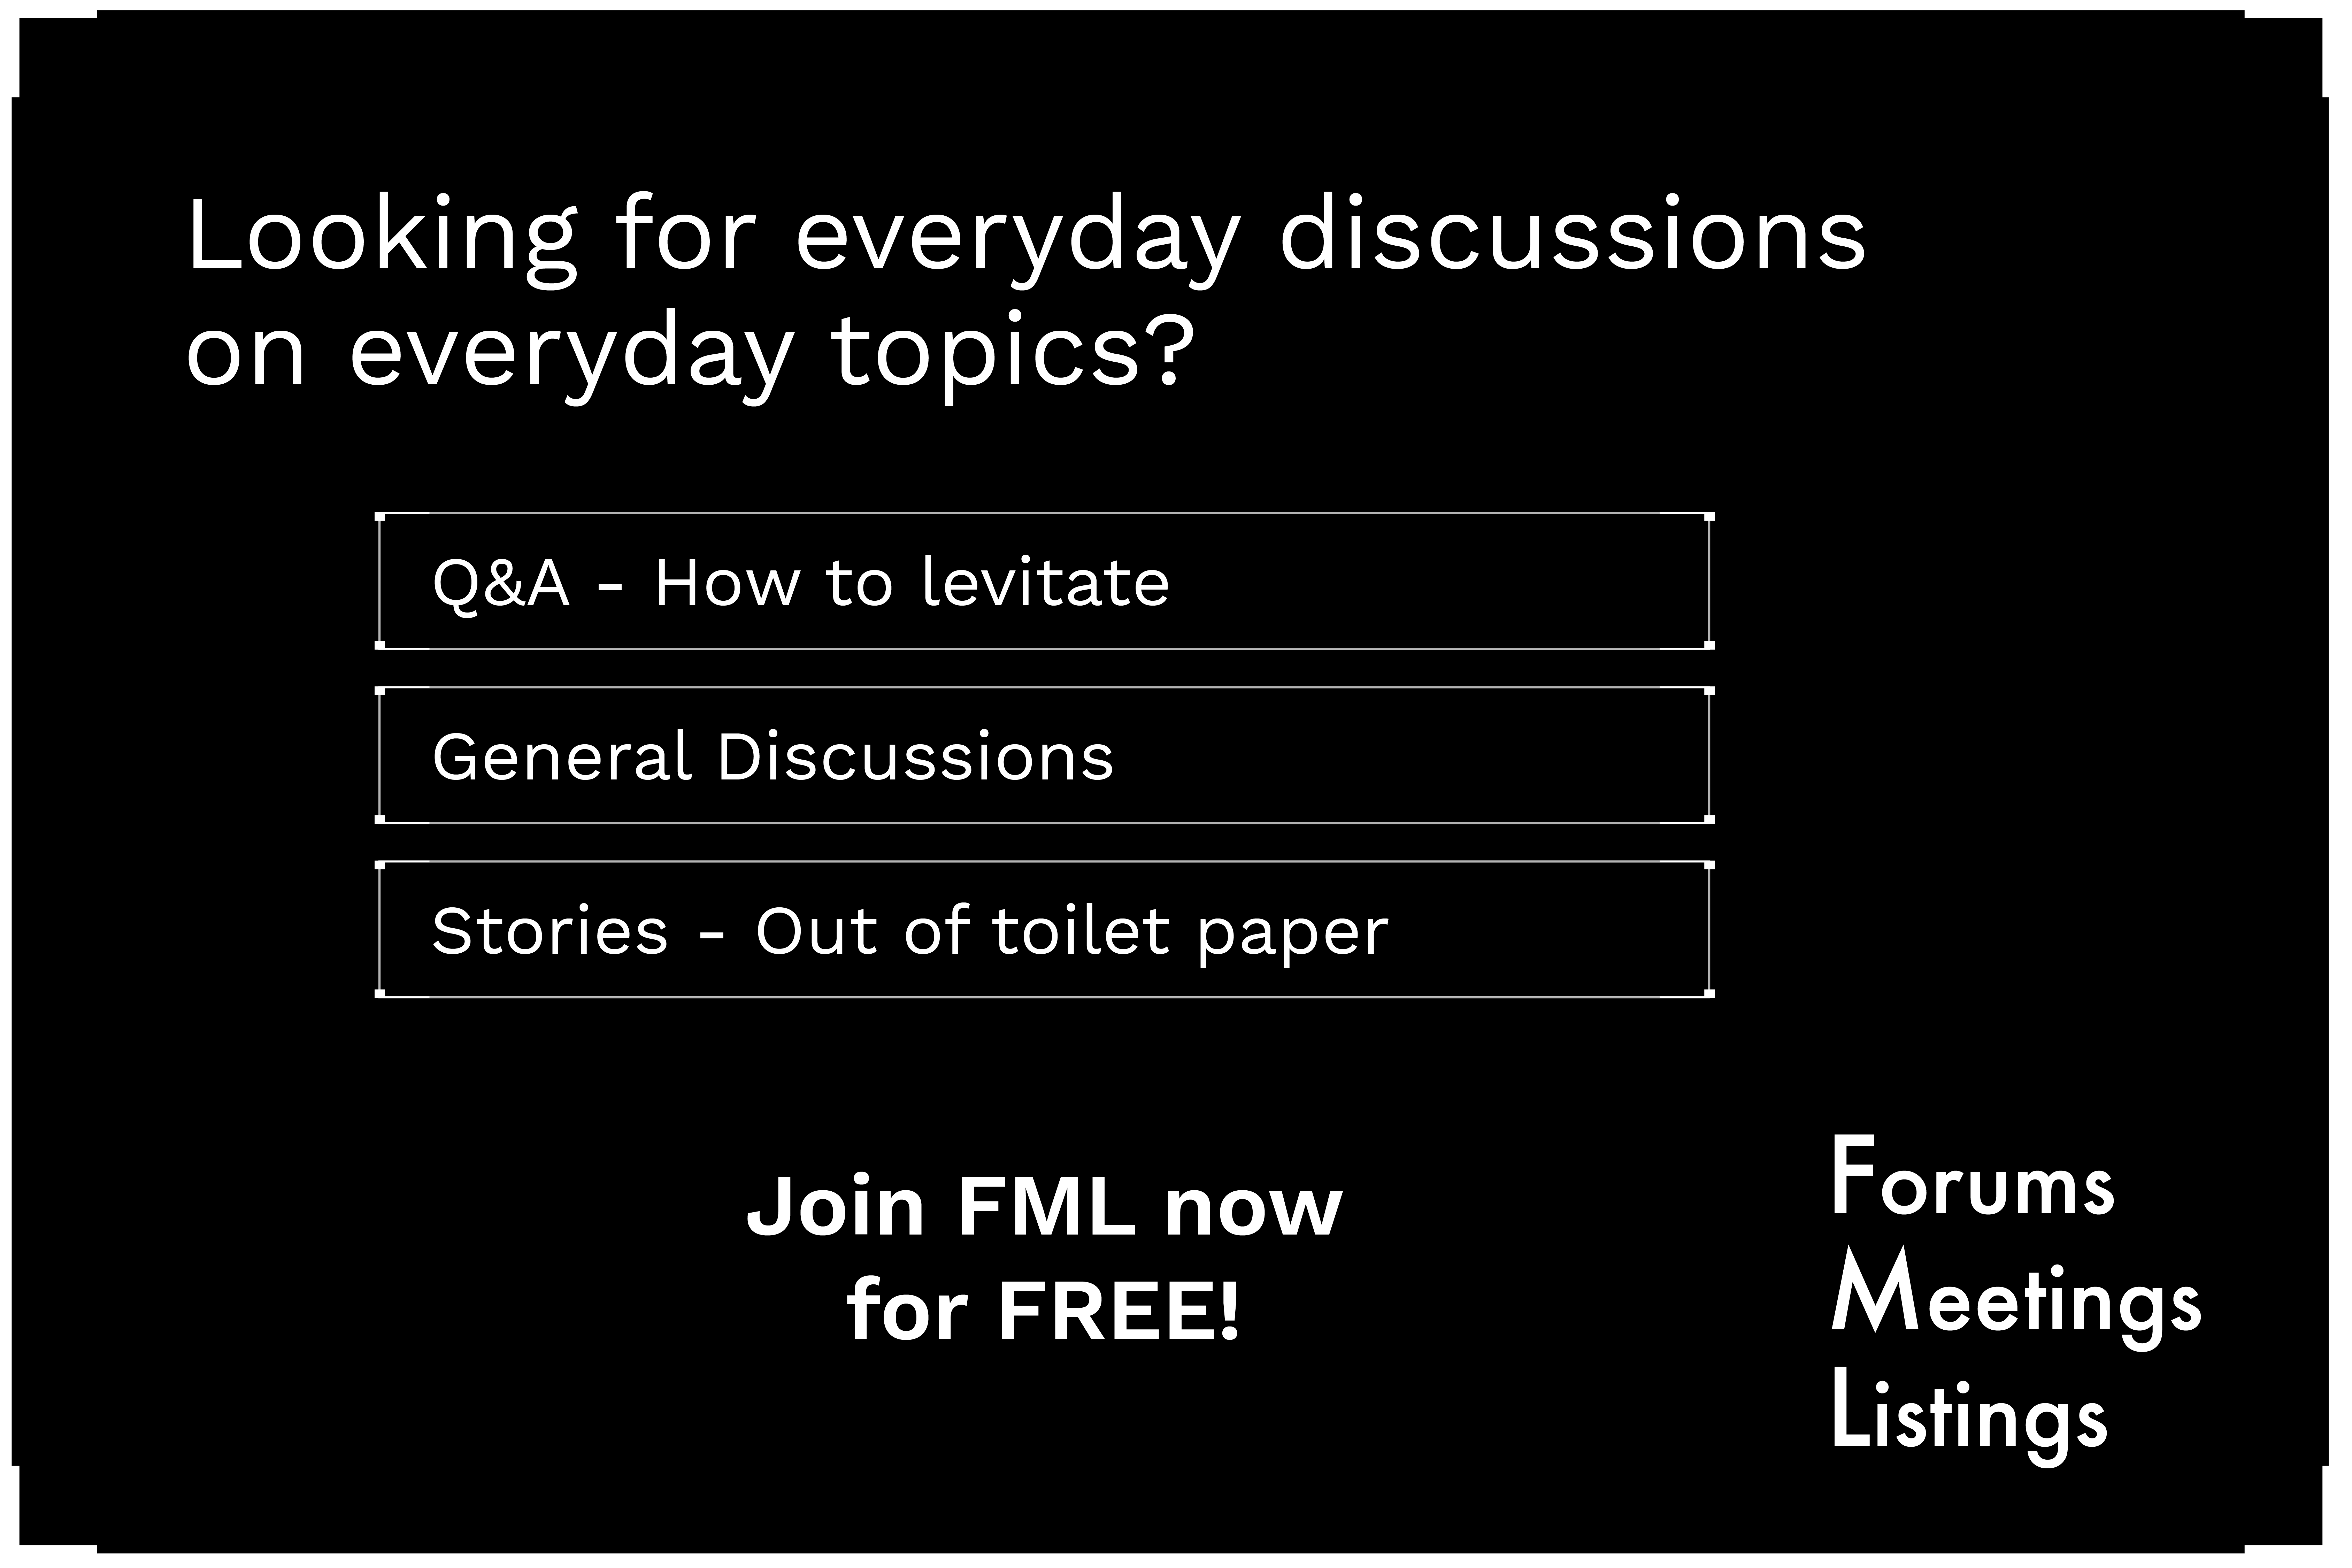 Looking for everyday discussions
on everyday topics?
Q&A - How to levitate
General Discussions
Stories - Out of toilet paper
Join FML now
for FREE!
Forums
Meetings
Listings